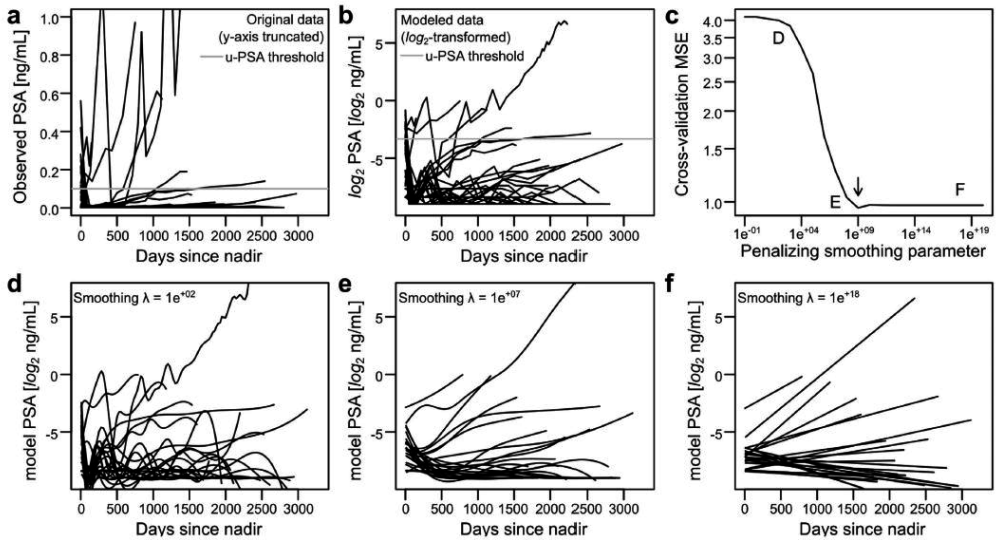 a
Original data
(y-axis truncated)
u-PSA threshold
Observed PSA [ng/mL]
1.0
0.8
0.6
0.4
0.2
0.0
0 500 1000 1500 2000 2500 3000
Days since nadir
b
Modeled data
(log2-transformed)
u-PSA threshold
log2 PSA [log2 ng/mL]
5
0
-5
0 500 1000 1500 2000 2500 3000
Days since nadir
c
Cross-validation MSE
4.0
3.5
3.0
2.5
2.0
1.5
1.0
D
E
F
1e-01 1e+04 1e+09 1e+14 1e+19
Penalizing smoothing parameter
d
Smoothing λ = 1e+02
model PSA [log2 ng/mL]
5
0
-5
0 500 1000 1500 2000 2500 3000
Days since nadir
e
Smoothing λ = 1e+07
model PSA [log2 ng/mL]
5
0
-5
0 500 1000 1500 2000 2500 3000
Days since nadir
f
Smoothing λ = 1e+18
model PSA [log2 ng/mL]
5
0
-5
0 500 1000 1500 2000 2500 3000
Days since nadir